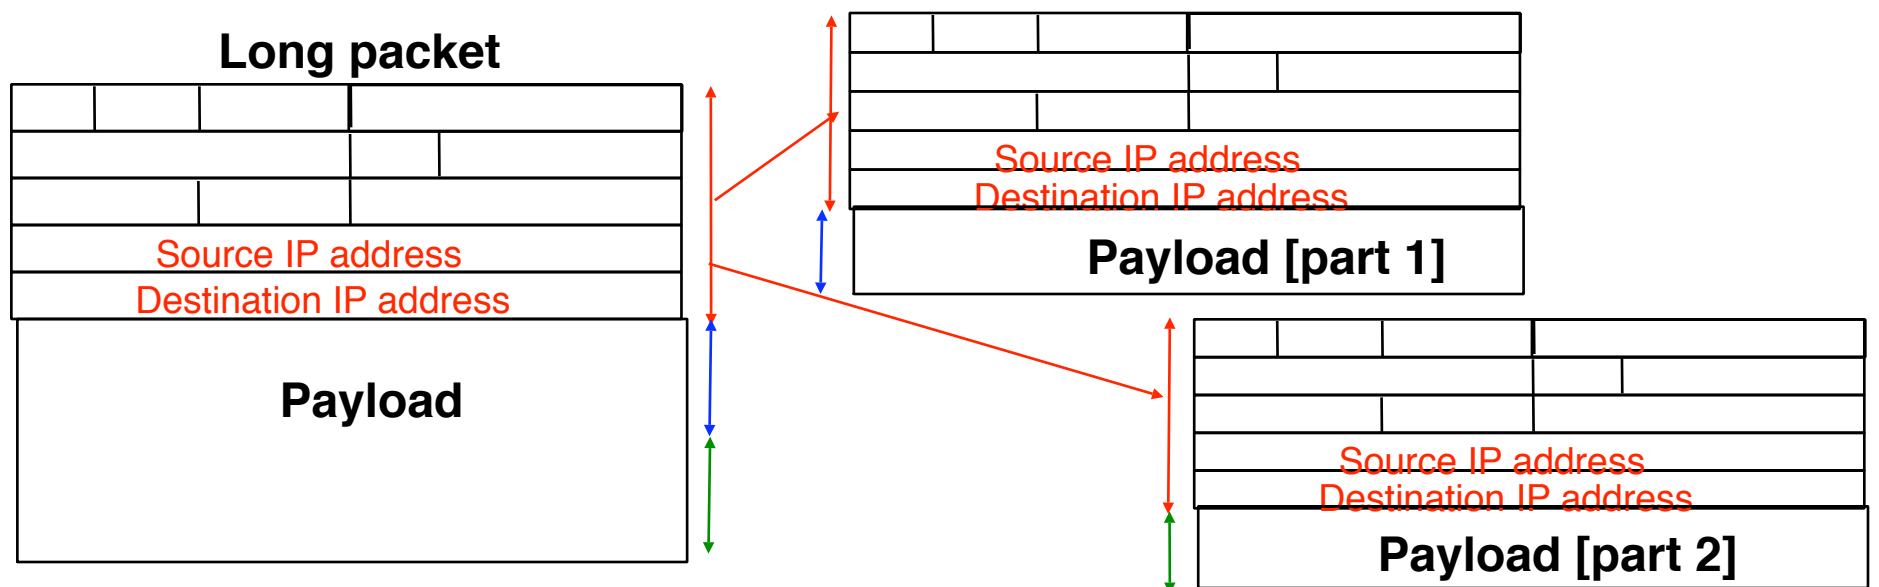 Long packet
Source IP address
Destination IP address
Payload
Source IP address
Destination IP address
Payload [part 1]
Source IP address
Destination IP address
Payload [part 2]